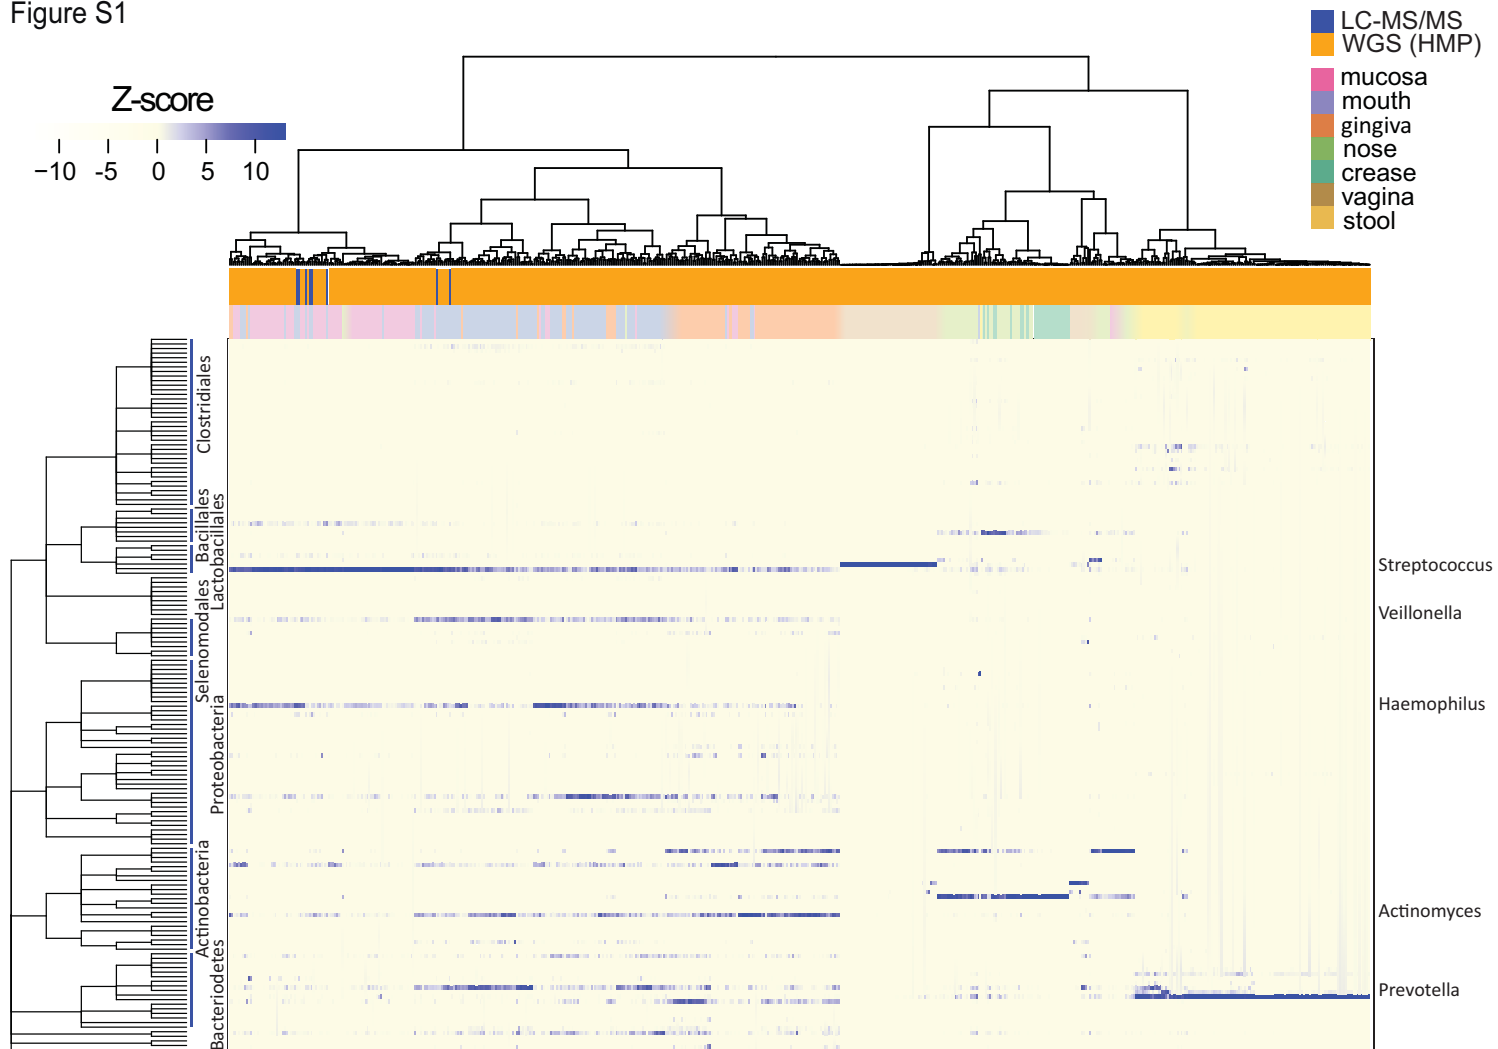 Figure S1
LC-MS/MS
WGS (HMP)
Z-score
−10 -5 0 5 10
mucosa
mouth
gingiva
nose
crease
vagina
stool
Clostridiales
Bacillales
Lactobacillales
Selenomodales
Proteobacteria
Actinobacteria
Bacteriodetes
Streptococcus
Veillonella
Haemophilus
Actinomyces
Prevotella